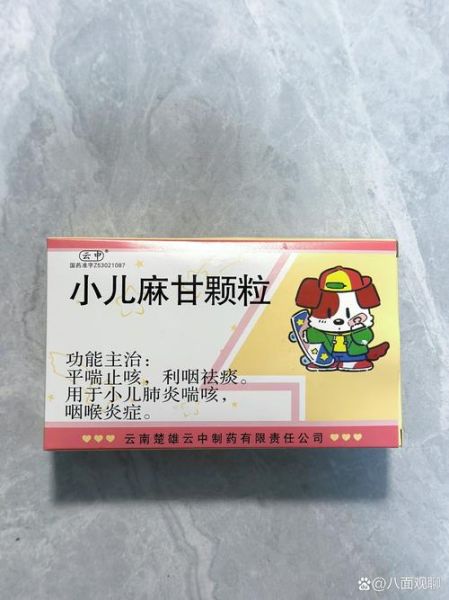 云中®
国药准字Z53021087
小儿麻甘颗粒
功能主治：
平喘止咳，利咽祛痰。
用于小儿肺炎喘咳，
咽喉炎症。
云南楚雄云中制药有限责任公司
@八面观聊